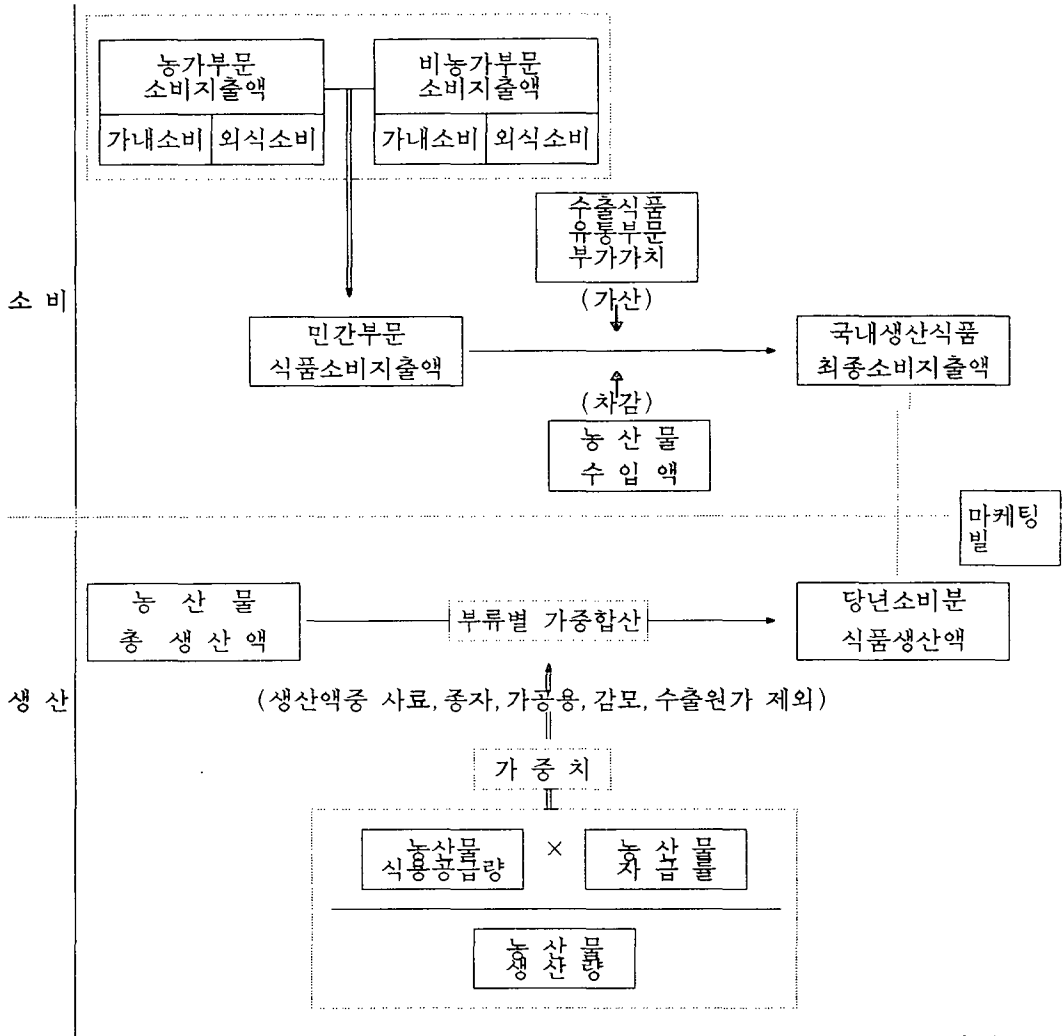 농가부문
소비지출액
비농가부문
소비지출액
가내소비
외식소비
가내소비
외식소비
수출식품
유통부문
부가가치
(가산)
소 비
민간부문
식품소비지출액
국내생산식품
최종소비지출액
(차감)
농 산 물
수 입 액
마케팅
빌
농 산 물
총 생 산 액
부류별 가중합산
당년소비분
식품생산액
생 산
(생산액중 사료, 종자, 가공용, 감모, 수출원가 제외)
가 중 치
농산물
식용공급량
×
농 산 물
자 급 률
농 산 물
생 산 량